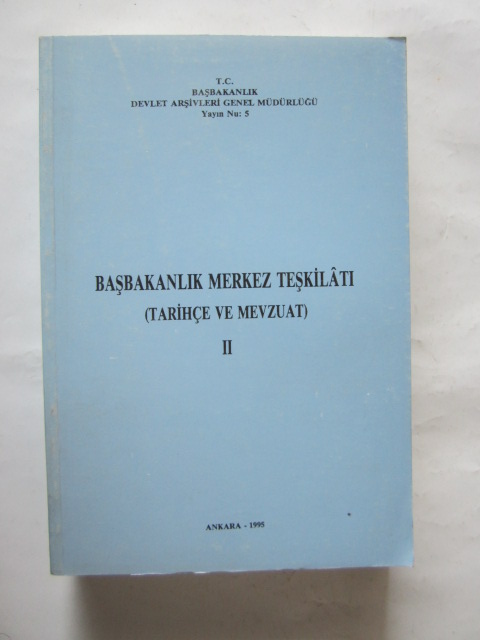 T.C.
BAŞBAKANLIK
DEVLET ARŞİVLERİ GENEL MÜDÜRLÜĞÜ
Yayın Nu: 5
BAŞBAKANLIK MERKEZ TEŞKİLÂTI
(TARİHÇE VE MEVZUAT)
II
ANKARA - 1995